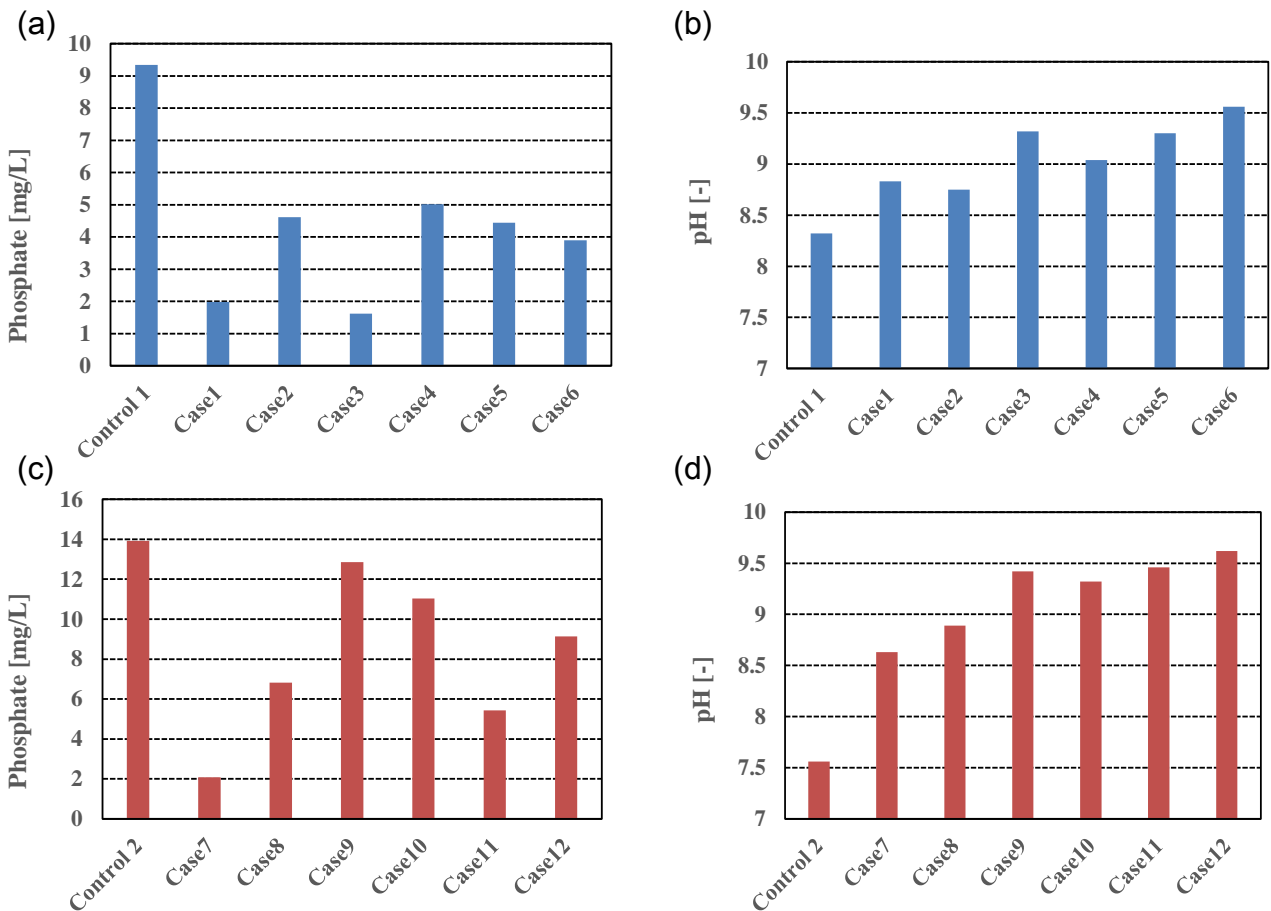 (a)
Phosphate [mg/L]
10
9
8
7
6
5
4
3
2
1
0
Control 1
Case1
Case2
Case3
Case4
Case5
Case6
(b)
pH [-]
10
9.5
9
8.5
8
7.5
7
Control 1
Case1
Case2
Case3
Case4
Case5
Case6
(c)
Phosphate [mg/L]
16
14
12
10
8
6
4
2
0
Control 2
Case7
Case8
Case9
Case10
Case11
Case12
(d)
pH [-]
10
9.5
9
8.5
8
7.5
7
Control 2
Case7
Case8
Case9
Case10
Case11
Case12